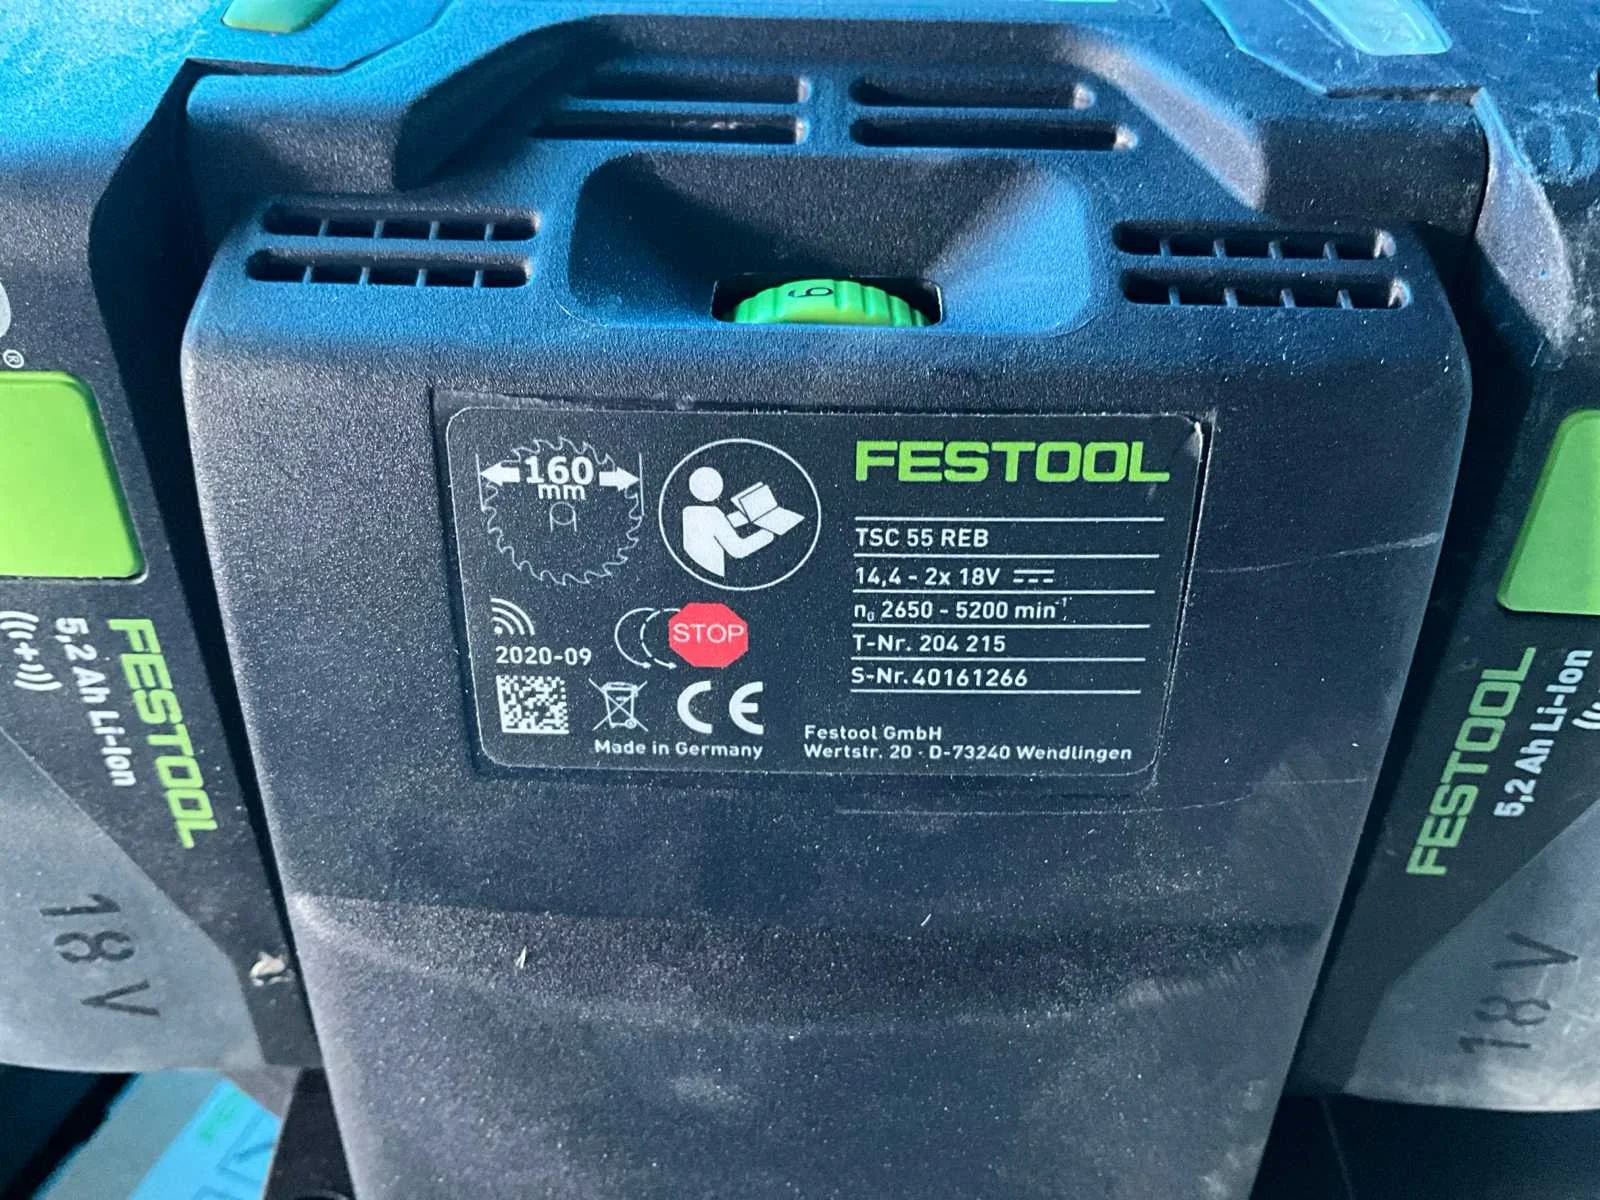 6
160
mm
FESTOOL
TSC 55 REB
14,4 - 2x 18V
n₀ 2650 - 5200 min⁻¹
T-Nr. 204 215
S-Nr. 40161266
STOP
2020-09
CE
Made in Germany
Festool GmbH
Wertstr. 20 · D-73240 Wendlingen
®
FESTOOL
5,2 Ah Li-Ion
18 V
FESTOOL
5,2 Ah Li-Ion
18 V